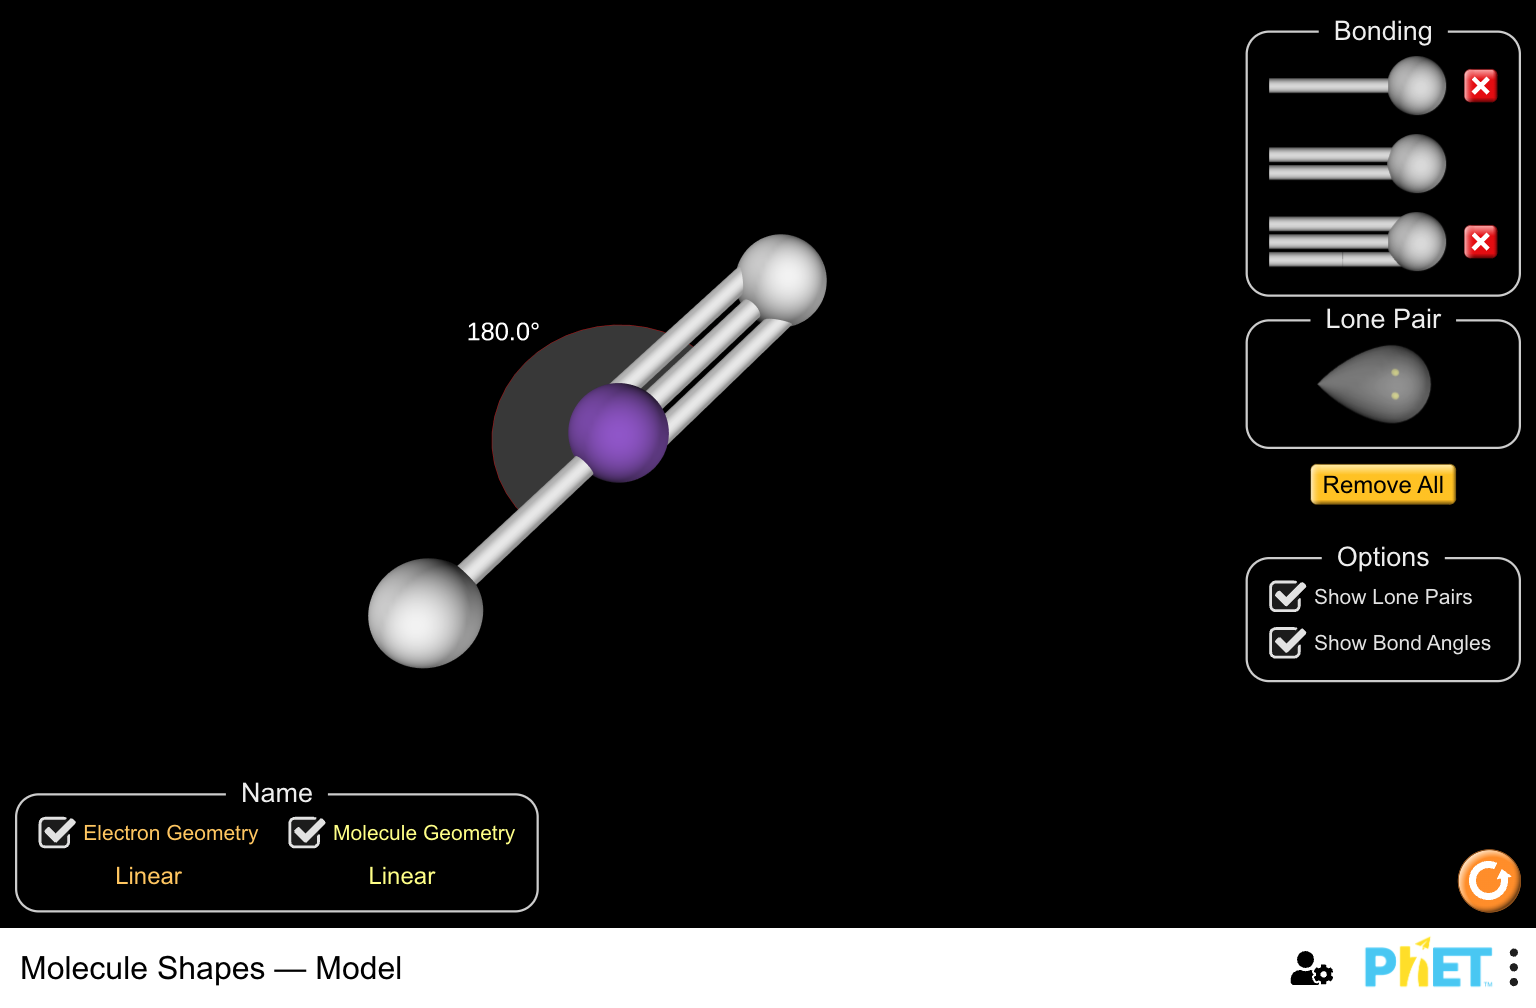 Bonding
180.0°
Lone Pair
Remove All
Options
Show Lone Pairs
Show Bond Angles
Name
Electron Geometry
Molecule Geometry
Linear
Linear
Molecule Shapes — Model
PhET™